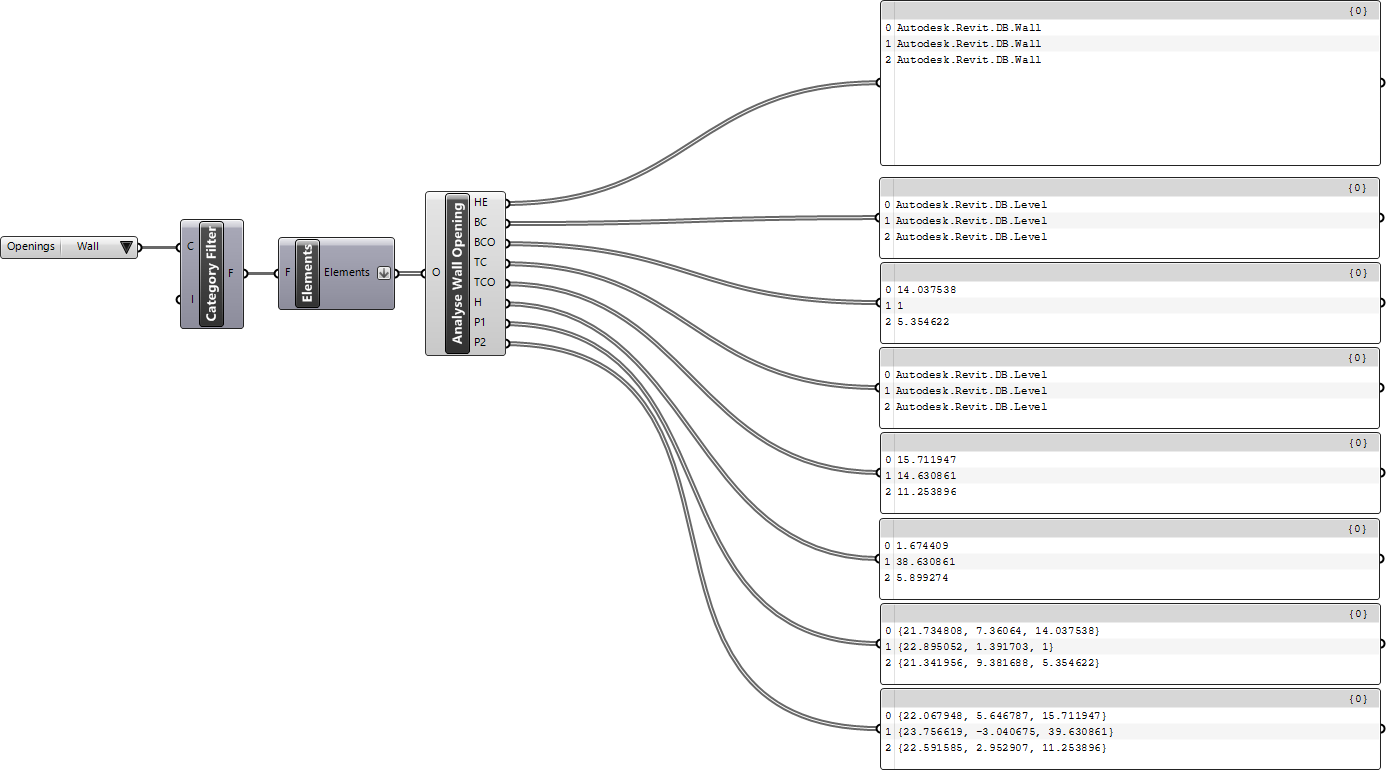 Openings Wall
C
I
Category Filter
F
F
Elements
Elements
O
Analyse Wall Opening
HE
BC
BCO
TC
TCO
H
P1
P2
{0}
0 Autodesk.Revit.DB.Wall
1 Autodesk.Revit.DB.Wall
2 Autodesk.Revit.DB.Wall
{0}
0 Autodesk.Revit.DB.Level
1 Autodesk.Revit.DB.Level
2 Autodesk.Revit.DB.Level
{0}
0 14.037538
1 1
2 5.354622
{0}
0 Autodesk.Revit.DB.Level
1 Autodesk.Revit.DB.Level
2 Autodesk.Revit.DB.Level
{0}
0 15.711947
1 14.630861
2 11.253896
{0}
0 1.674409
1 38.630861
2 5.899274
{0}
0 {21.734808, 7.36064, 14.037538}
1 {22.895052, 1.391703, 1}
2 {21.341956, 9.381688, 5.354622}
{0}
0 {22.067948, 5.646787, 15.711947}
1 {23.756619, -3.040675, 39.630861}
2 {22.591585, 2.952907, 11.253896}